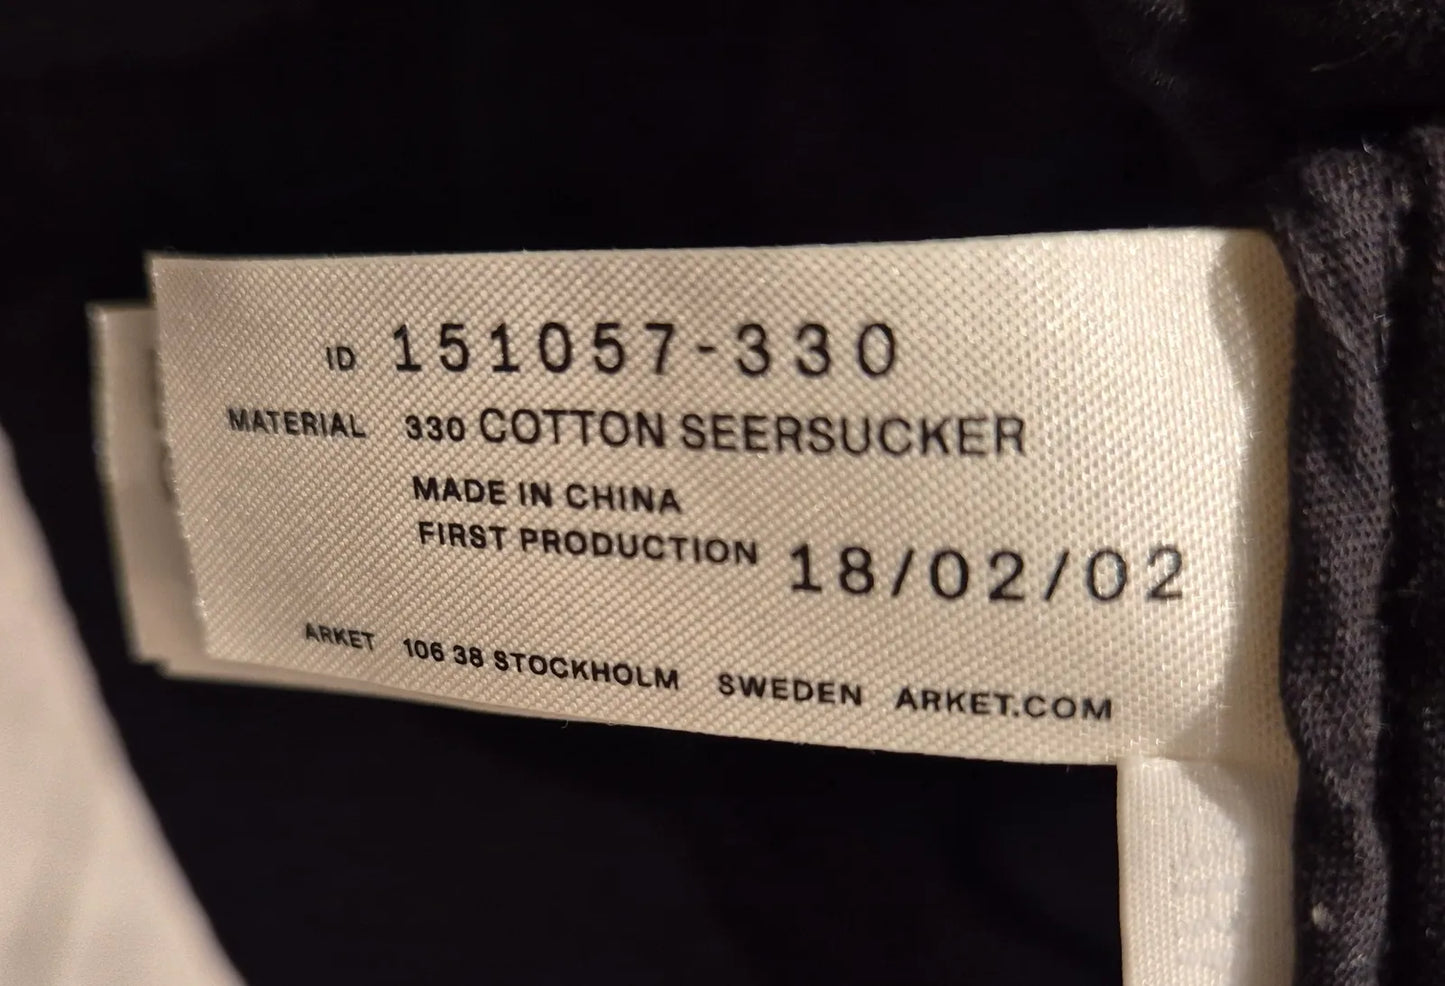 ID 151057-330
MATERIAL 330 COTTON SEERSUCKER
MADE IN CHINA
FIRST PRODUCTION 18/02/02
ARKET 106 38 STOCKHOLM SWEDEN ARKET.COM